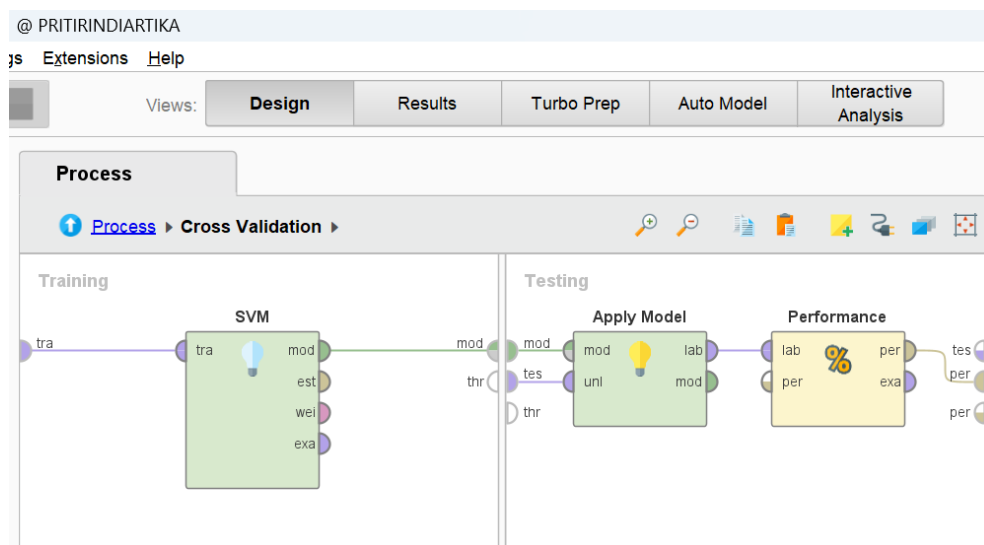 @ PRITIRINDIARTIKA
gs Extensions Help
Views: Design Results Turbo Prep Auto Model Interactive Analysis
Process
Process Cross Validation
Training
Testing
SVM
Apply Model
Performance
tra
tra
mod
est
wei
exa
mod
thr
mod
tes
thr
mod
unl
lab
mod
lab
per
per
exa
%
tes
per
per